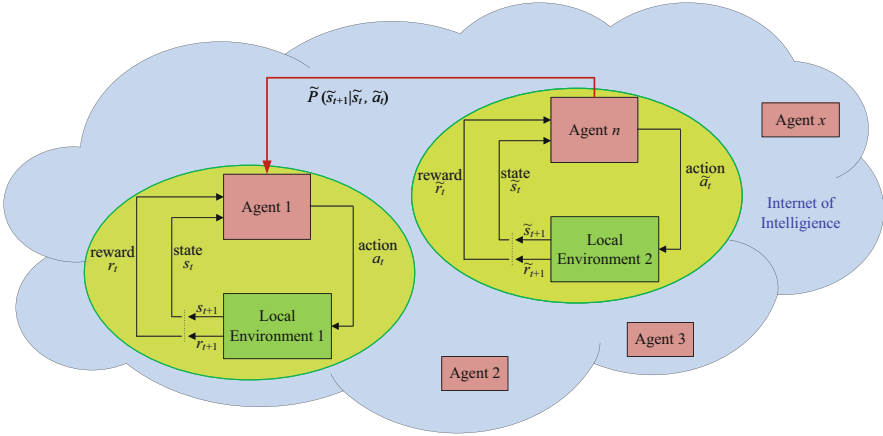 P̃ (s̃ₜ₊₁|s̃ₜ, ãₜ)
Agent n
Agent x
reward
r̃ₜ
state
s̃ₜ
action
ãₜ
Internet of
Intelligience
s̃ₜ₊₁
r̃ₜ₊₁
Local
Environment 2
Agent 1
reward
rₜ
state
sₜ
action
aₜ
sₜ₊₁
rₜ₊₁
Local
Environment 1
Agent 3
Agent 2